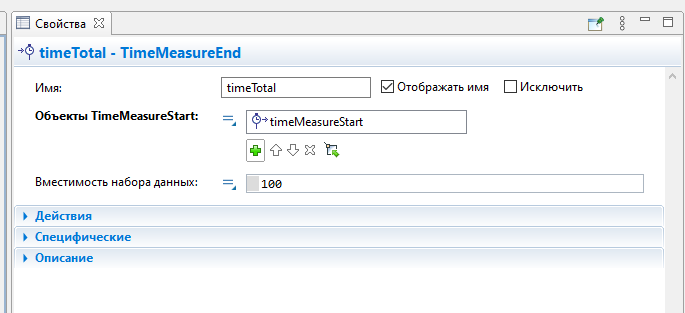 Свойства
timeTotal - TimeMeasureEnd
Имя: timeTotal Отображать имя Исключить
Объекты TimeMeasureStart: timeMeasureStart
Вместимость набора данных: 100
Действия
Специфические
Описание